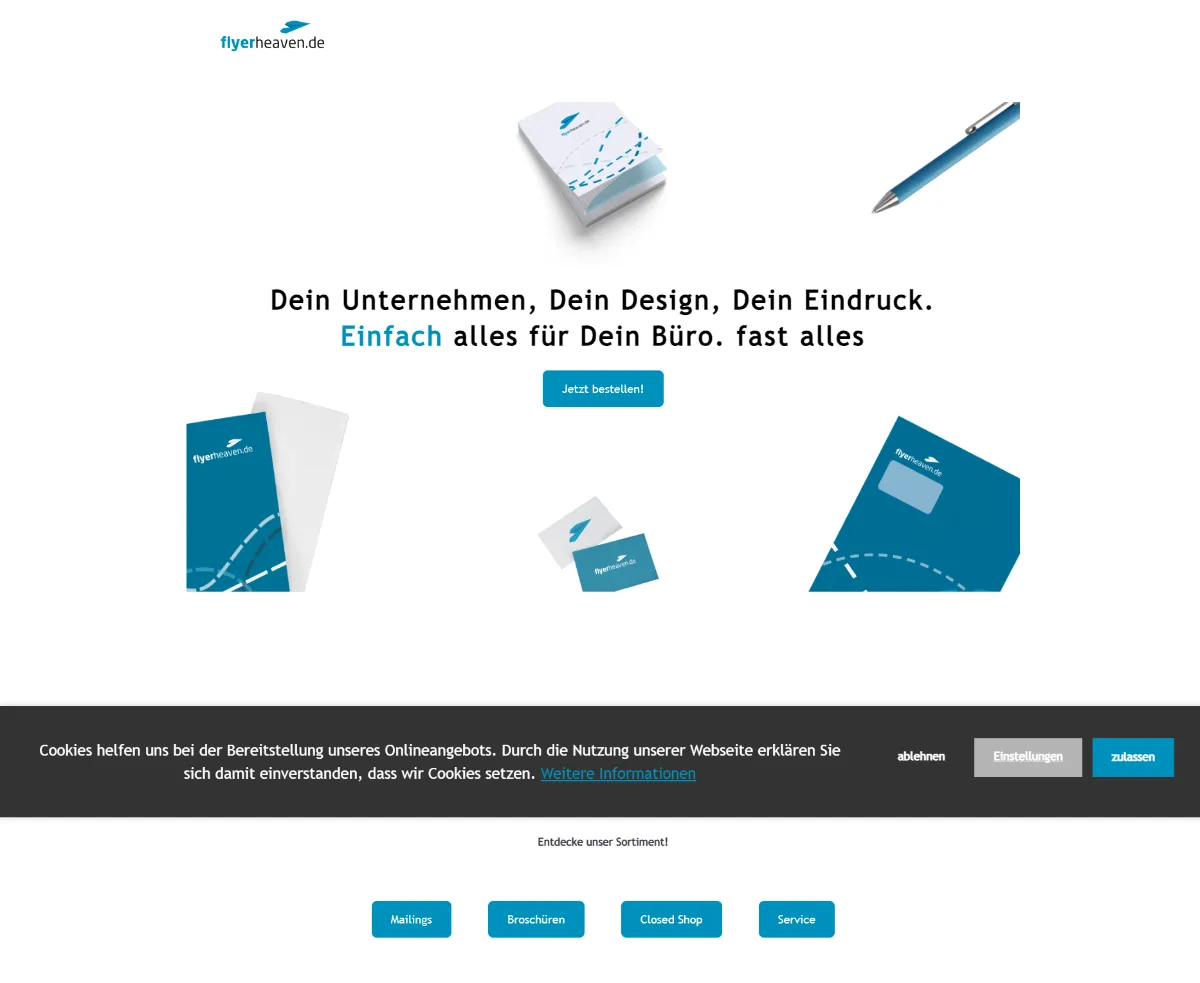 flyerheaven.de
flyerheaven.de
Dein Unternehmen, Dein Design, Dein Eindruck.
Einfach alles für Dein Büro. fast alles
Jetzt bestellen!
flyerheaven.de
flyerheaven.de
flyerheaven.de
Cookies helfen uns bei der Bereitstellung unseres Onlineangebots. Durch die Nutzung unserer Webseite erklären Sie
sich damit einverstanden, dass wir Cookies setzen. Weitere Informationen
ablehnen
Einstellungen
zulassen
Entdecke unser Sortiment!
Mailings
Broschüren
Closed Shop
Service